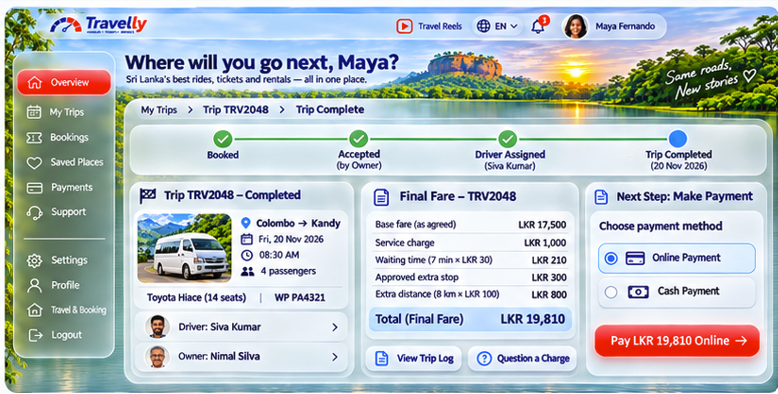 Travelly
Travel Reels
EN
1
Maya Fernando
Where will you go next, Maya?
Sri Lanka's best rides, tickets and rentals — all in one place.
Same roads,
New stories
Overview
My Trips
Bookings
Saved Places
Payments
Support
Settings
Profile
Travel & Booking
Logout
My Trips > Trip TRV2048 > Trip Complete
Booked
Accepted
(by Owner)
Driver Assigned
(Siva Kumar)
Trip Completed
(20 Nov 2026)
Trip TRV2048 – Completed
Colombo → Kandy
Fri, 20 Nov 2026
08:30 AM
4 passengers
Toyota Hiace (14 seats) | WP PA4321
Driver: Siva Kumar
Owner: Nimal Silva
Final Fare – TRV2048
Base fare (as agreed) LKR 17,500
Service charge LKR 1,000
Waiting time (7 min × LKR 30) LKR 210
Approved extra stop LKR 300
Extra distance (8 km × LKR 100) LKR 800
Total (Final Fare) LKR 19,810
View Trip Log
Question a Charge
Next Step: Make Payment
Choose payment method
Online Payment
Cash Payment
Pay LKR 19,810 Online →